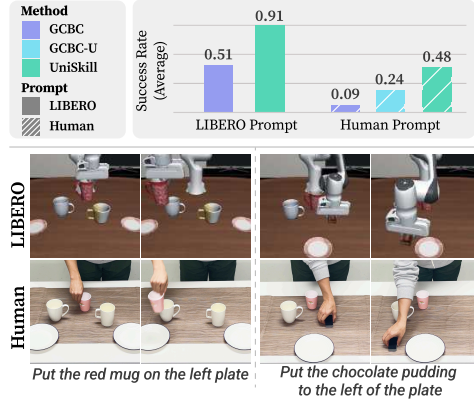 Method
GCBC
GCBC-U
UniSkill
Prompt
LIBERO
Human
Success Rate
(Average)
0.51
0.91
0.09
0.24
0.48
LIBERO Prompt
Human Prompt
LIBERO
Human
Put the red mug on the left plate
Put the chocolate pudding
to the left of the plate